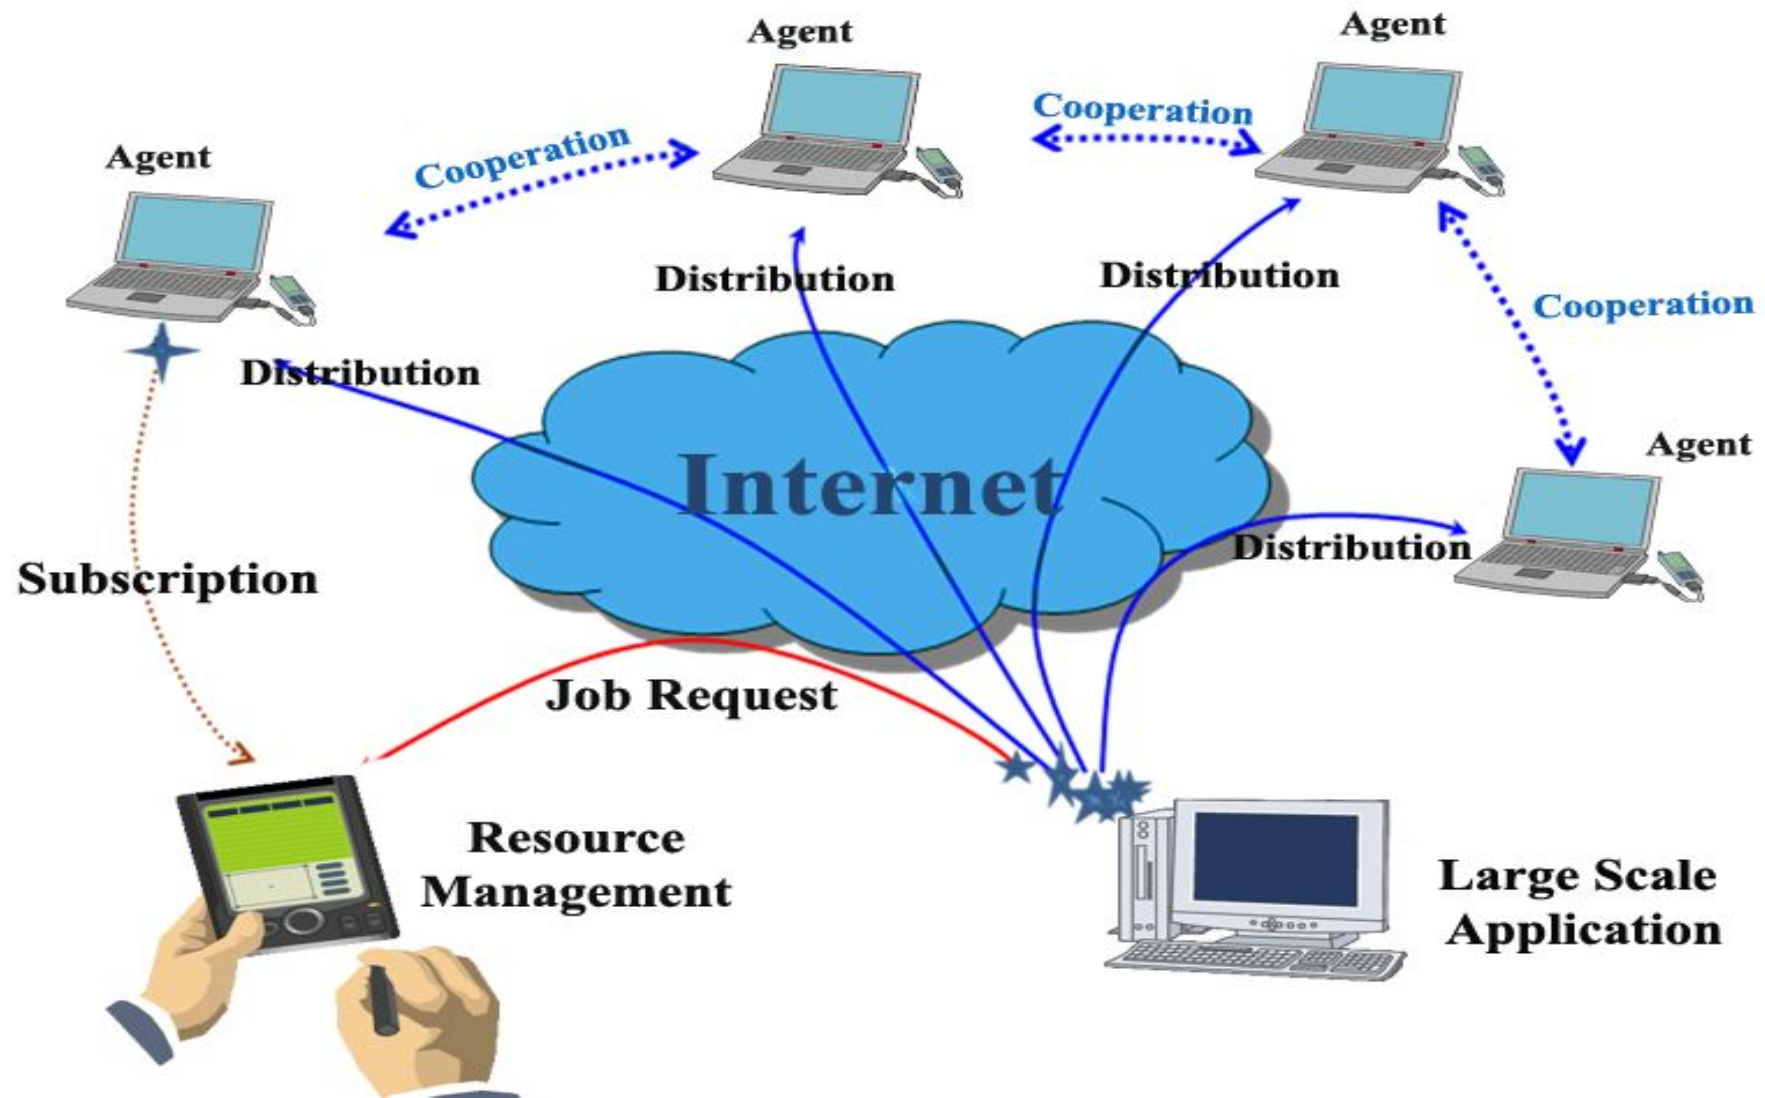 Agent
Agent
Agent
Cooperation
Cooperation
Distribution
Distribution
Cooperation
Distribution
Agent
Internet
Distribution
Subscription
Job Request
Resource
Management
Large Scale
Application